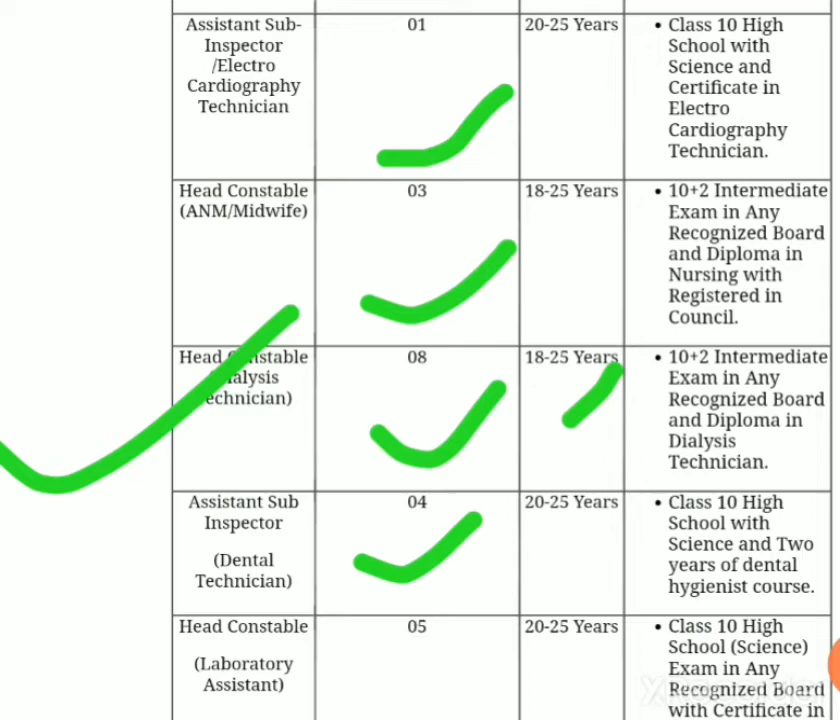 Assistant Sub-
Inspector
/Electro
Cardiography
Technician
01
20-25 Years
• Class 10 High
School with
Science and
Certificate in
Electro
Cardiography
Technician.
Head Constable
(ANM/Midwife)
03
18-25 Years
• 10+2 Intermediate
Exam in Any
Recognized Board
and Diploma in
Nursing with
Registered in
Council.
Head Constable
(Dialysis
Technician)
08
18-25 Years
• 10+2 Intermediate
Exam in Any
Recognized Board
and Diploma in
Dialysis
Technician.
Assistant Sub
Inspector
(Dental
Technician)
04
20-25 Years
• Class 10 High
School with
Science and Two
years of dental
hygienist course.
Head Constable
(Laboratory
Assistant)
05
20-25 Years
• Class 10 High
School (Science)
Exam in Any
Recognized Board
with Certificate in